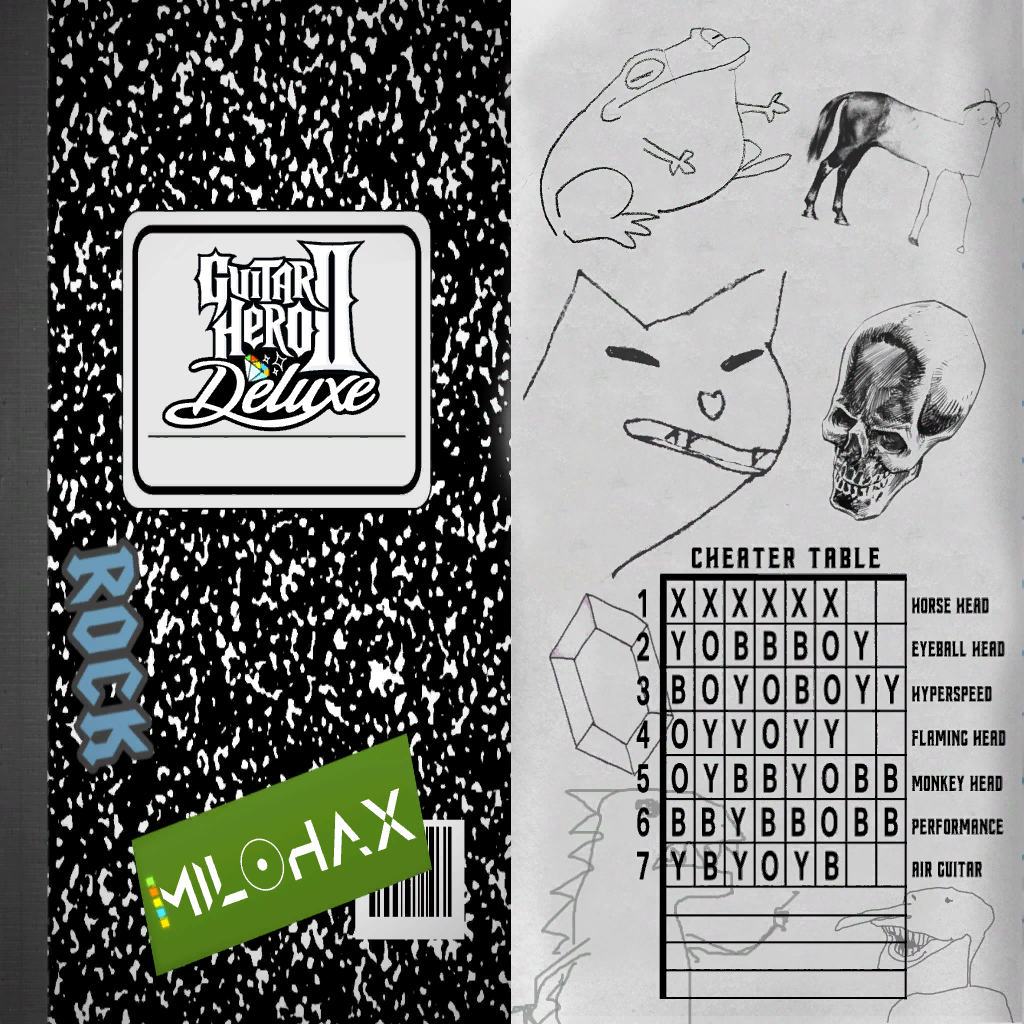 GUITAR
HERO II
Deluxe
ROCK
MILOHAX
CHEATER TABLE
1 X X X X X X HORSE HEAD
2 Y O B B B O Y EYEBALL HEAD
3 B O Y O B O Y Y HYPERSPEED
4 O Y Y O Y Y FLAMING HEAD
5 O Y B B Y O B B MONKEY HEAD
6 B B Y B B O B B PERFORMANCE
7 Y B Y O Y B AIR GUITAR